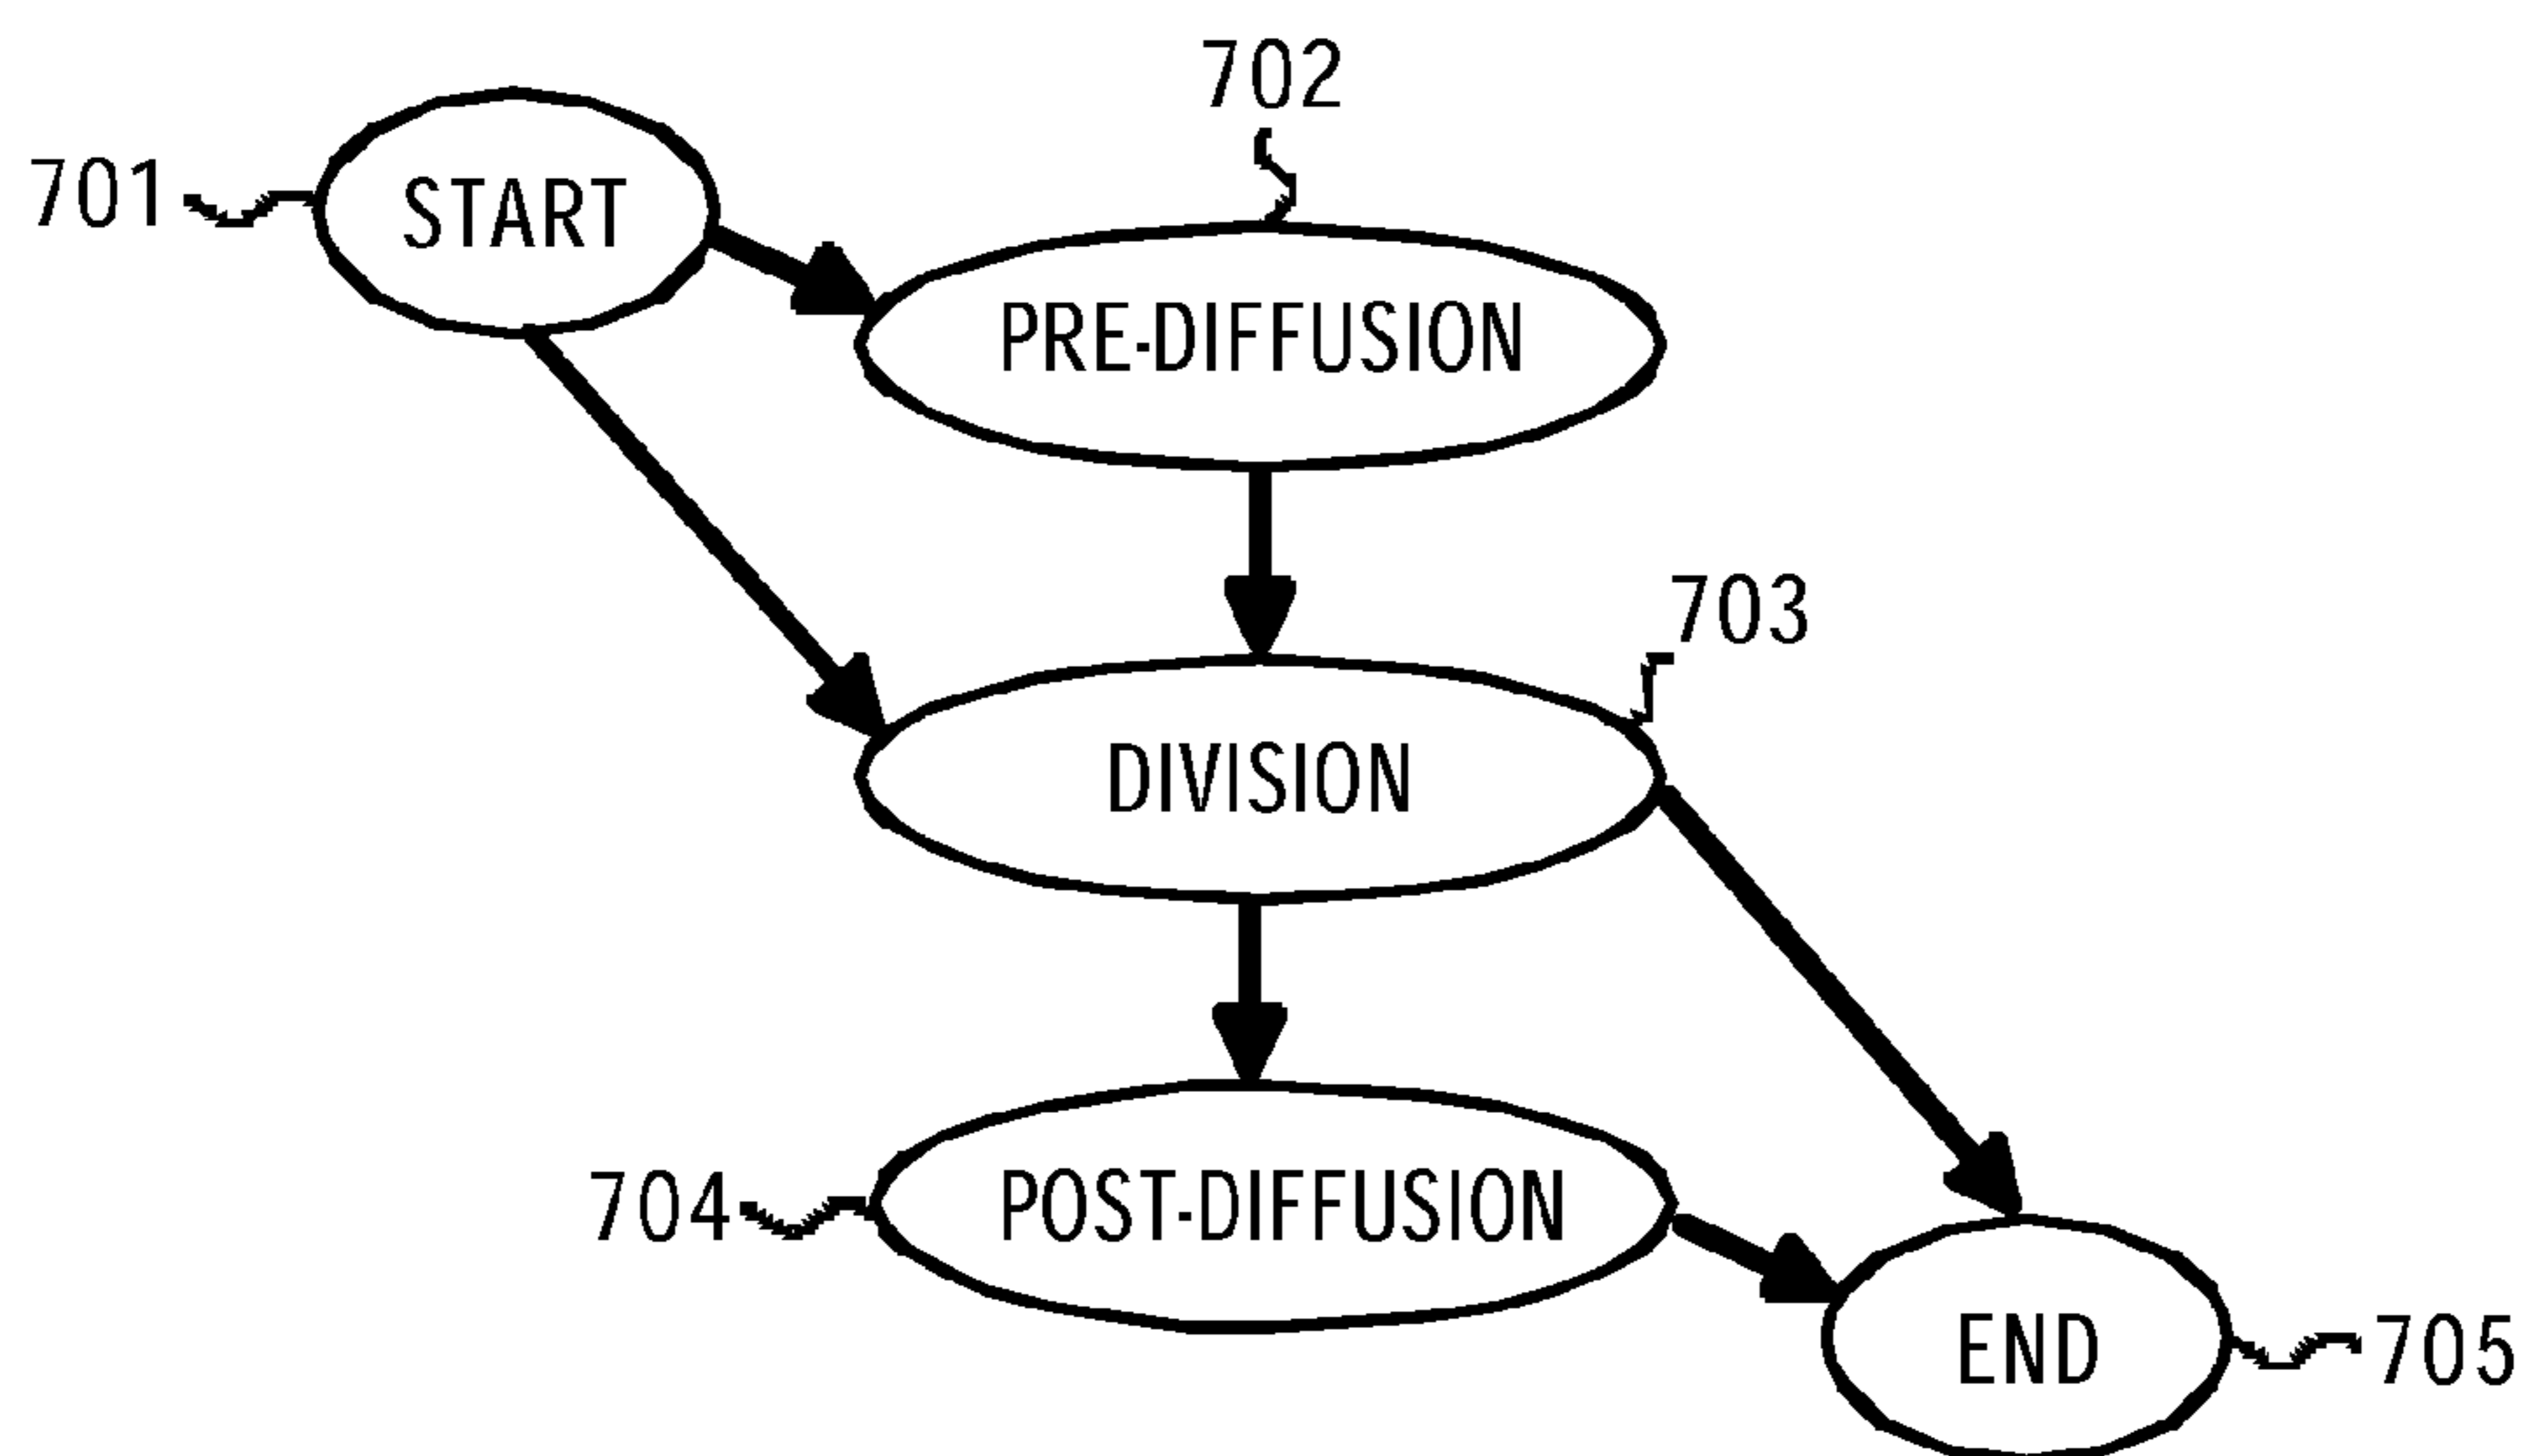 702
701
START
PRE-DIFFUSION
703
DIVISION
704
POST-DIFFUSION
END
705